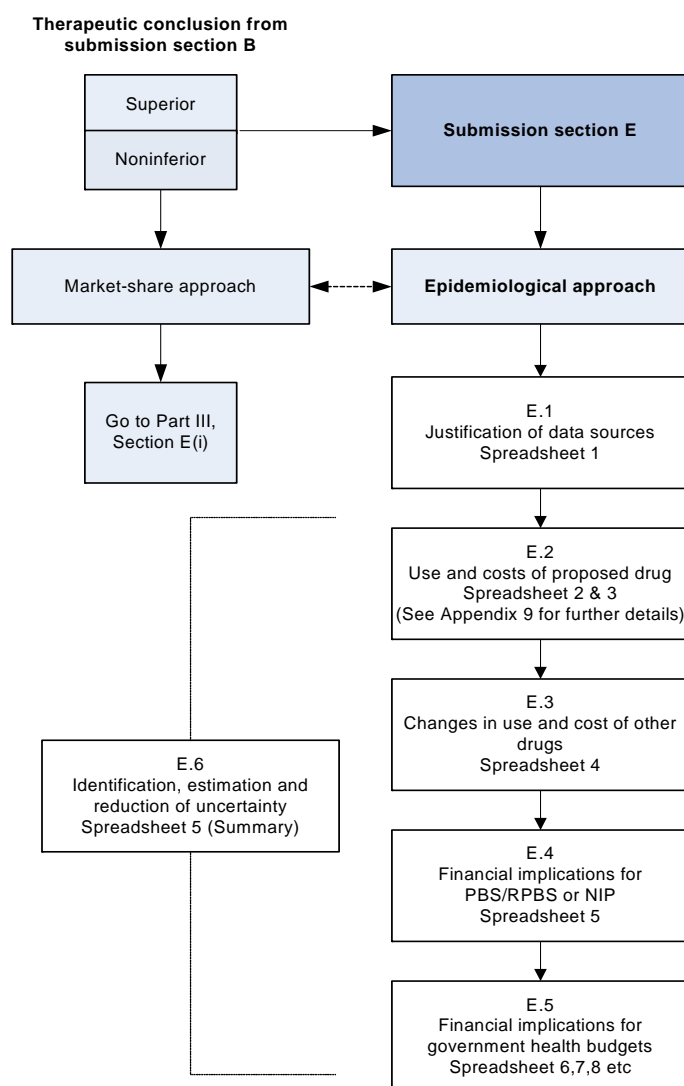 Therapeutic conclusion from
submission section B
Superior
Noninferior
Submission section E
Market-share approach
Epidemiological approach
Go to Part III,
Section E(i)
E.1
Justification of data sources
Spreadsheet 1
E.2
Use and costs of proposed drug
Spreadsheet 2 & 3
(See Appendix 9 for further details)
E.3
Changes in use and cost of other
drugs
Spreadsheet 4
E.6
Identification, estimation and
reduction of uncertainty
Spreadsheet 5 (Summary)
E.4
Financial implications for
PBS/RPBS or NIP
Spreadsheet 5
E.5
Financial implications for
government health budgets
Spreadsheet 6,7,8 etc